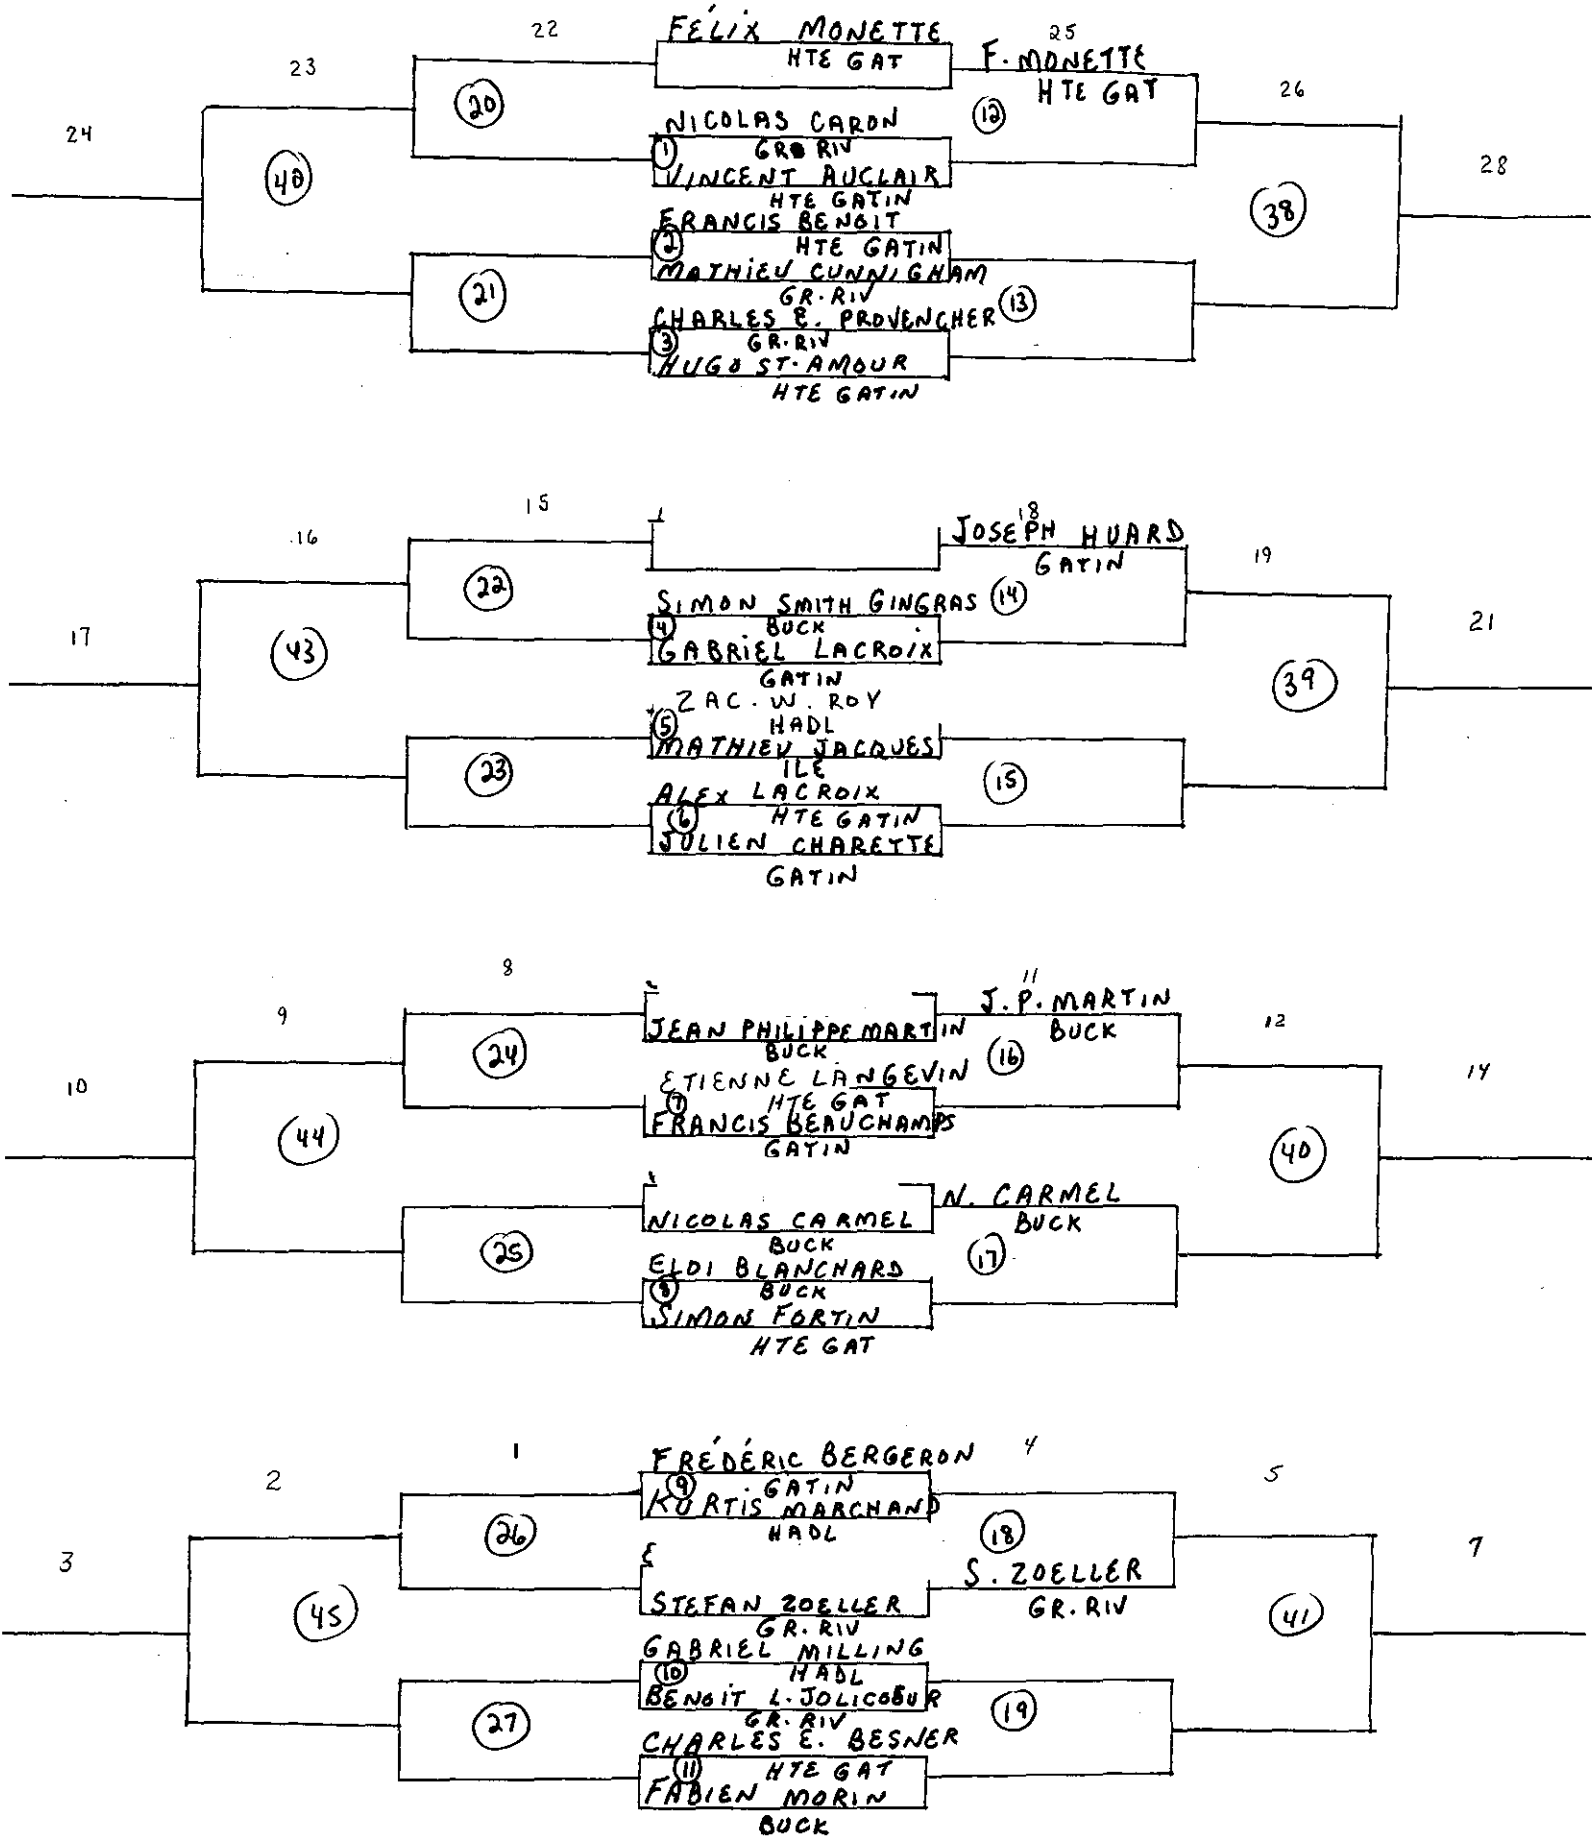 22
FÉLIX MONETTE
25
HTE GAT
F. MONETTE
HTE GAT
23
20
26
24
NICOLAS CARON
12
1
GR RIV
VINCENT AUCLAIR
HTE GATIN
40
28
FRANCIS BENOIT
38
2
HTE GATIN
MATHIEU CUNNIGHAM
GR. RIV
21
13
CHARLES E. PROVENCHER
3
GR. RIV
HUGO ST. AMOUR
HTE GATIN
15
18
JOSEPH HUARD
GATIN
16
19
22
SIMON SMITH GINGRAS
14
4
BUCK
GABRIEL LACROIX
GATIN
17
43
21
ZAC. W. ROY
39
5
HADL
MATHIEU JACQUES
ILE
23
15
ALEX LACROIX
6
HTE GATIN
JULIEN CHARETTE
GATIN
8
11
J. P. MARTIN
BUCK
9
12
JEAN PHILIPPE MARTIN
BUCK
24
16
10
14
ETIENNE LANGEVIN
7
HTE GAT
FRANCIS BEAUCHAMPS
GATIN
44
40
N. CARMEL
BUCK
NICOLAS CARMEL
BUCK
25
17
ELOI BLANCHARD
8
BUCK
SIMON FORTIN
HTE GAT
1
FRÉDÉRIC BERGERON
4
2
5
9
GATIN
KURTIS MARCHAND
HADL
26
18
3
7
S. ZOELLER
GR. RIV
STEFAN ZOELLER
GR. RIV
45
41
GABRIEL MILLING
10
HADL
BENOIT L. JOLICOEUR
GR. RIV
27
19
CHARLES E. BESNER
11
HTE GAT
FABIEN MORIN
BUCK